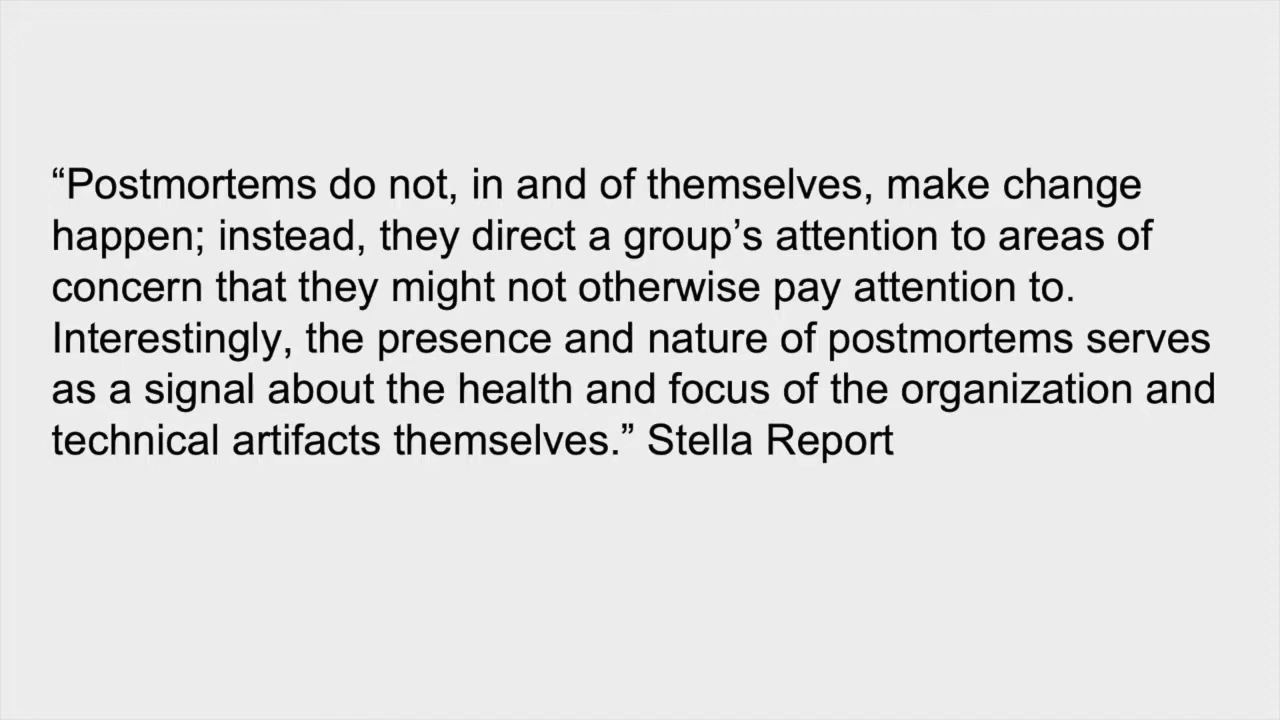 “Postmortems do not, in and of themselves, make change
happen; instead, they direct a group’s attention to areas of
concern that they might not otherwise pay attention to.
Interestingly, the presence and nature of postmortems serves
as a signal about the health and focus of the organization and
technical artifacts themselves.” Stella Report